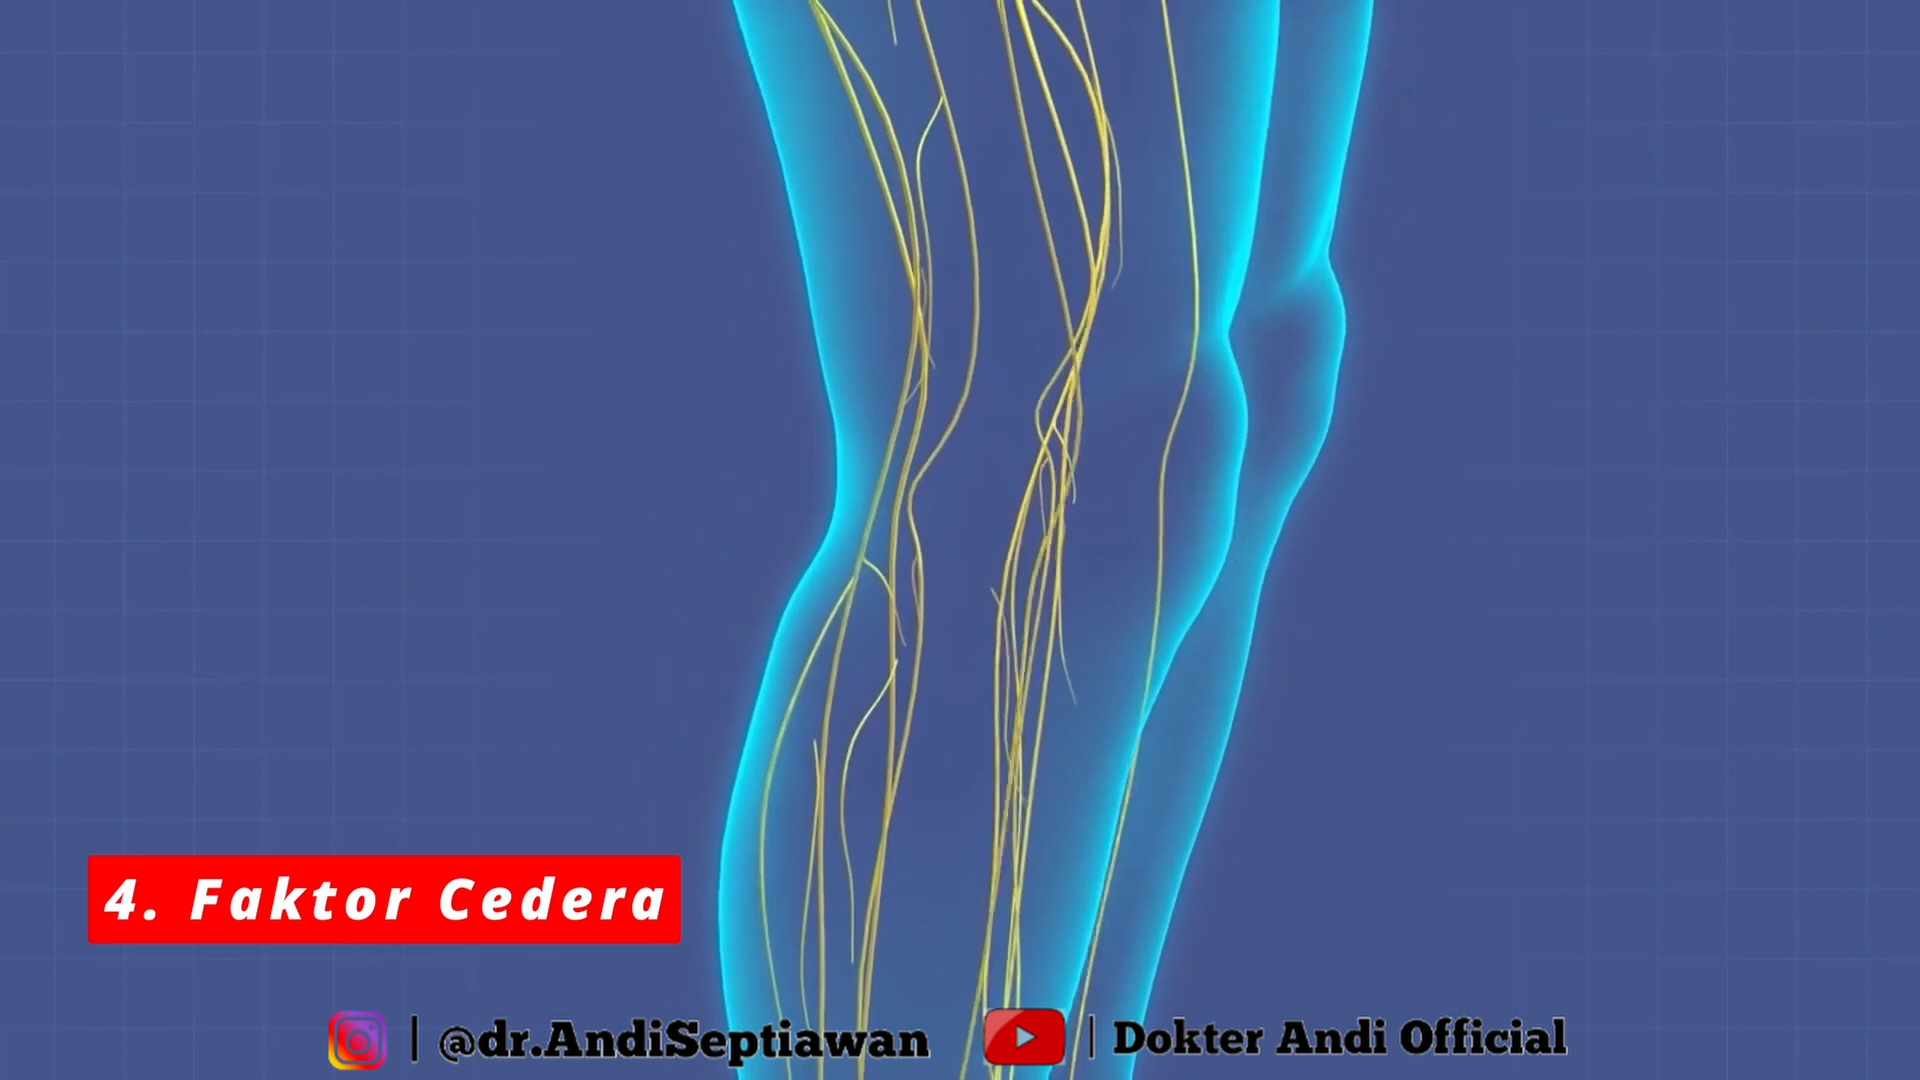 4. Faktor Cedera
| @dr.AndiSeptiawan | Dokter Andi Official